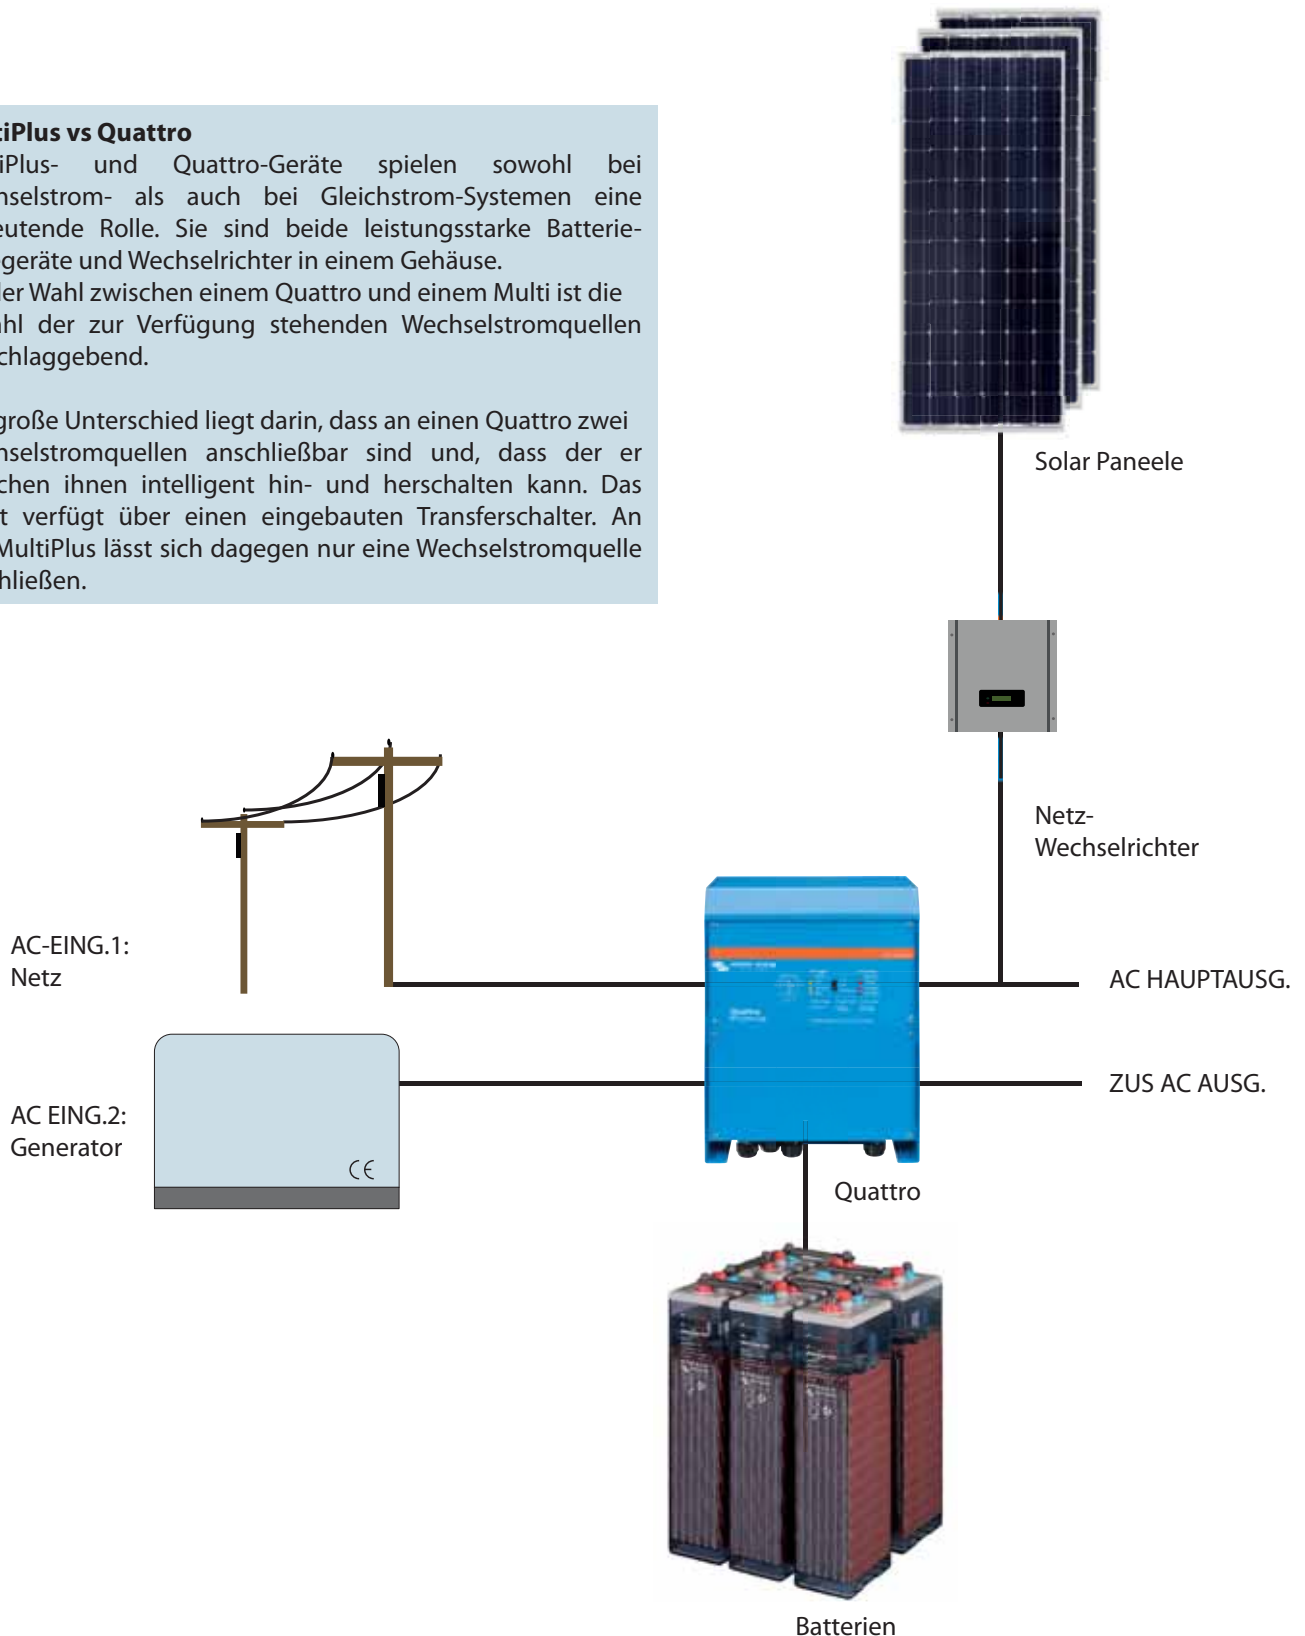 tiPlus vs Quattro
iPlus- und Quattro-Geräte spielen sowohl bei
nselstrom- als auch bei Gleichstrom-Systemen eine
eutende Rolle. Sie sind beide leistungsstarke Batterie-
egeräte und Wechselrichter in einem Gehäuse.
ler Wahl zwischen einem Quattro und einem Multi ist die
ahl der zur Verfügung stehenden Wechselstromquellen
chlaggebend.
große Unterschied liegt darin, dass an einen Quattro zwei
nselstromquellen anschließbar sind und, dass der er
chen ihnen intelligent hin- und herschalten kann. Das
t verfügt über einen eingebauten Transferschalter. An
MultiPlus lässt sich dagegen nur eine Wechselstromquelle
hließen.
Solar Paneele
Netz-
Wechselrichter
AC-EING.1:
Netz
AC HAUPTAUSG.
ZUS AC AUSG.
AC EING.2:
Generator
CE
Quattro
Quattro
Batterien